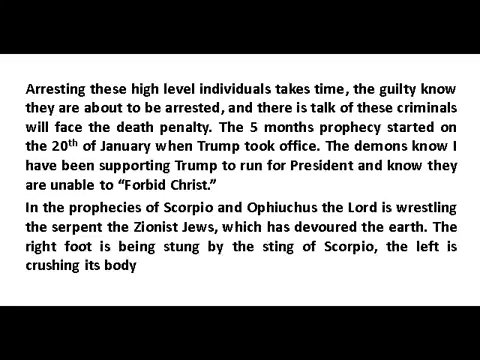 Arresting these high level individuals takes time, the guilty know
they are about to be arrested, and there is talk of these criminals
will face the death penalty. The 5 months prophecy started on
the 20th of January when Trump took office. The demons know I
have been supporting Trump to run for President and know they
are unable to “Forbid Christ.”
In the prophecies of Scorpio and Ophiuchus the Lord is wrestling
the serpent the Zionist Jews, which has devoured the earth. The
right foot is being stung by the sting of Scorpio, the left is
crushing its body